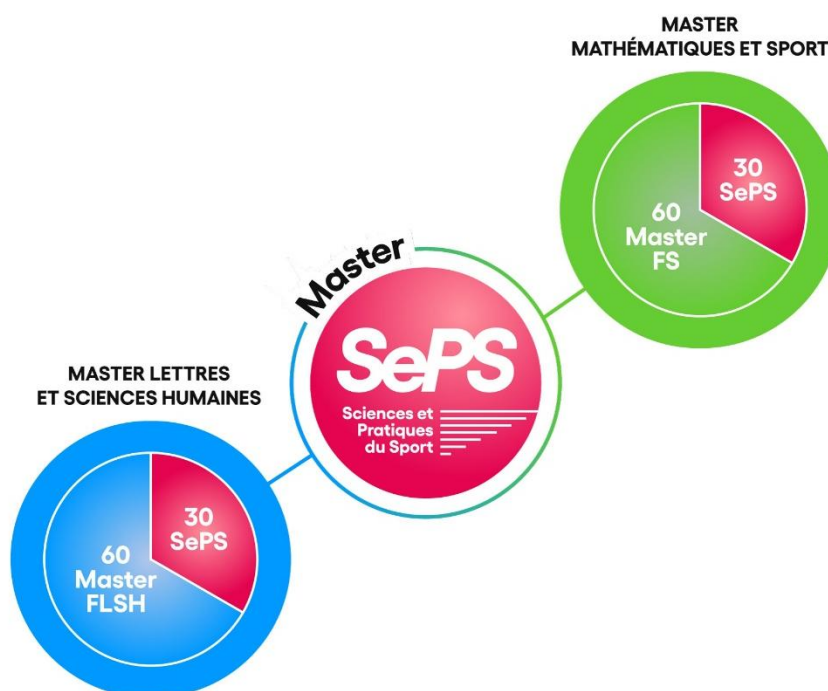 MASTER
MATHÉMATIQUES ET SPORT
30
SePS
60
Master
FS
Master
SePS
Sciences et
Pratiques
du Sport
MASTER LETTRES
ET SCIENCES HUMAINES
30
SePS
60
Master
FLSH